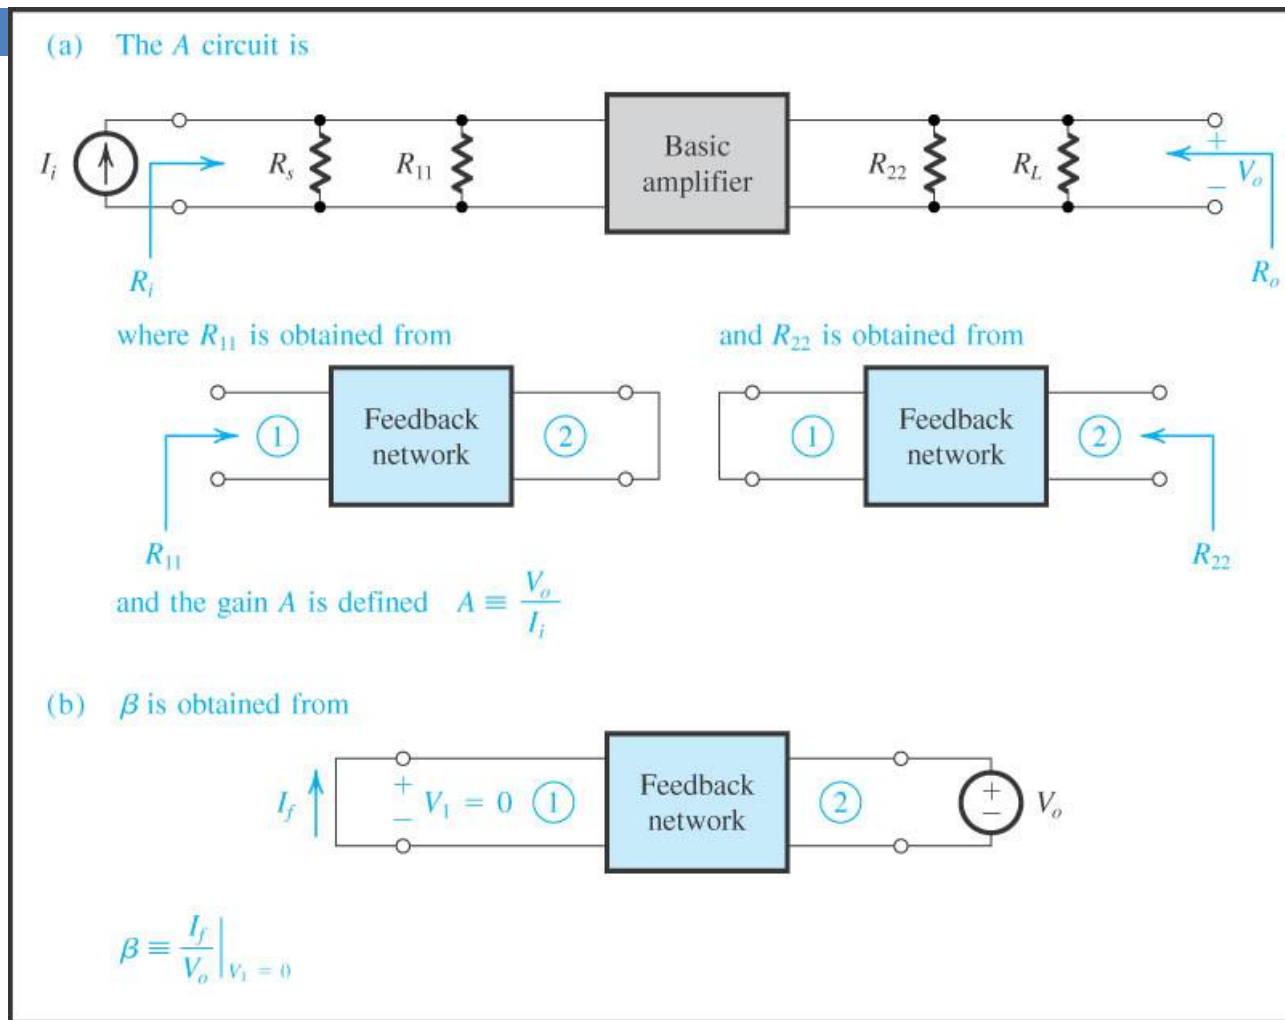 (a) The A circuit is
I_i
R_s
R_11
Basic
amplifier
R_22
R_L
+
V_o
−
R_i
R_o
where R_11 is obtained from
and R_22 is obtained from
1
Feedback
network
2
1
Feedback
network
2
R_11
R_22
and the gain A is defined A ≡ V_o / I_i
(b) β is obtained from
I_f
+
V_1 = 0
−
1
Feedback
network
2
+
−
V_o
β ≡ I_f / V_o |_{V_1 = 0}